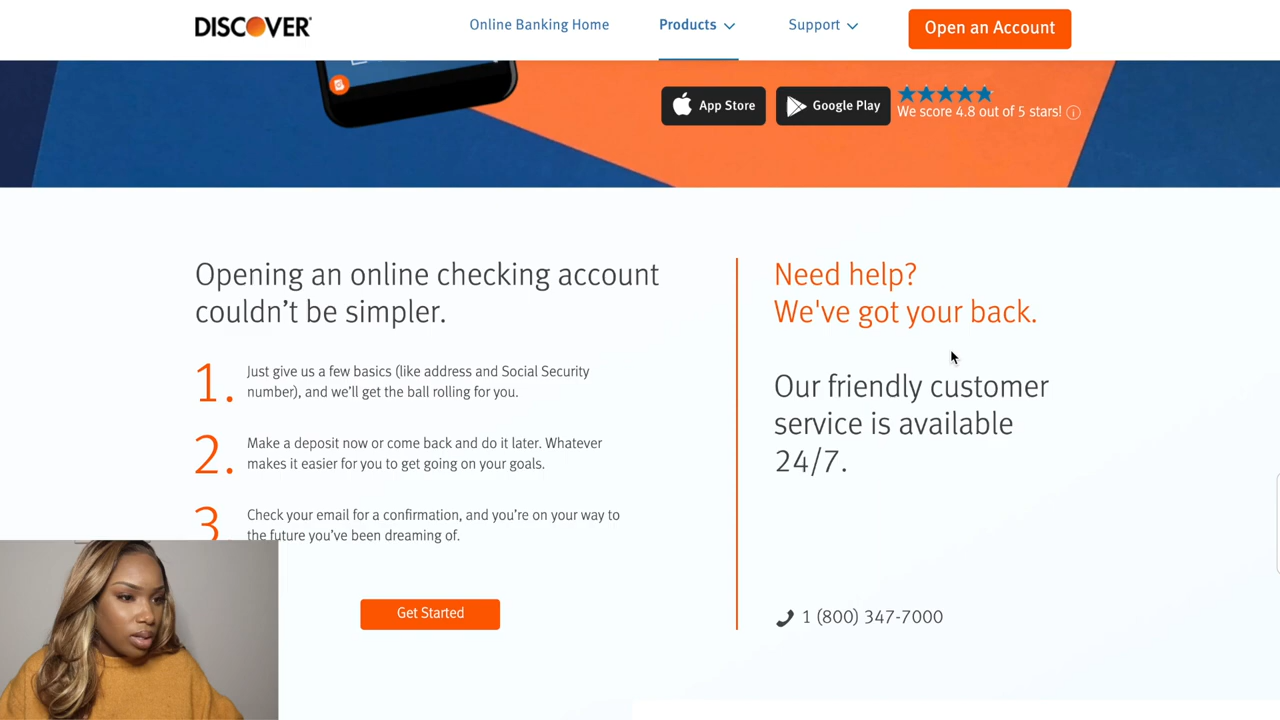 DISCOVER
Online Banking Home
Products
Support
Open an Account
App Store
Google Play
We score 4.8 out of 5 stars!
Opening an online checking account
couldn't be simpler.
1. Just give us a few basics (like address and Social Security
number), and we'll get the ball rolling for you.
2. Make a deposit now or come back and do it later. Whatever
makes it easier for you to get going on your goals.
3. Check your email for a confirmation, and you're on your way to
the future you've been dreaming of.
Get Started
Need help?
We've got your back.
Our friendly customer
service is available
24/7.
1 (800) 347-7000